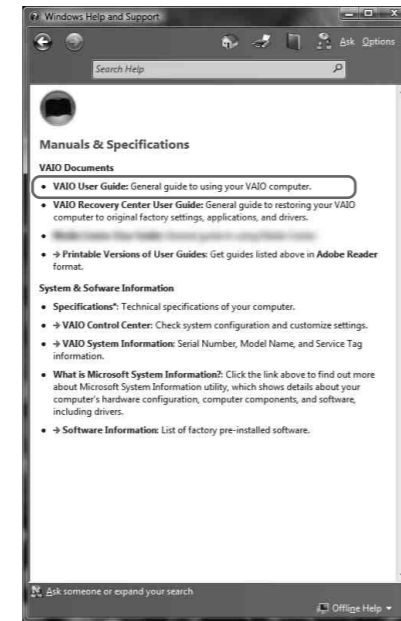 Windows Help and Support
Ask Options
Search Help
Manuals & Specifications
VAIO Documents
• VAIO User Guide: General guide to using your VAIO computer.
• VAIO Recovery Center User Guide: General guide to restoring your VAIO
computer to original factory settings, applications, and drivers.
• → Printable Versions of User Guides: Get guides listed above in Adobe Reader
format.
System & Sofware Information
• Specifications*: Technical specifications of your computer.
• → VAIO Control Center: Check system configuration and customize settings.
• → VAIO System Information: Serial Number, Model Name, and Service Tag
information.
• What is Microsoft System Information?: Click the link above to find out more
about Microsoft System Information utility, which shows details about your
computer's hardware configuration, computer components, and software,
including drivers.
• → Software Information: List of factory pre-installed software.
Ask someone or expand your search
Offline Help